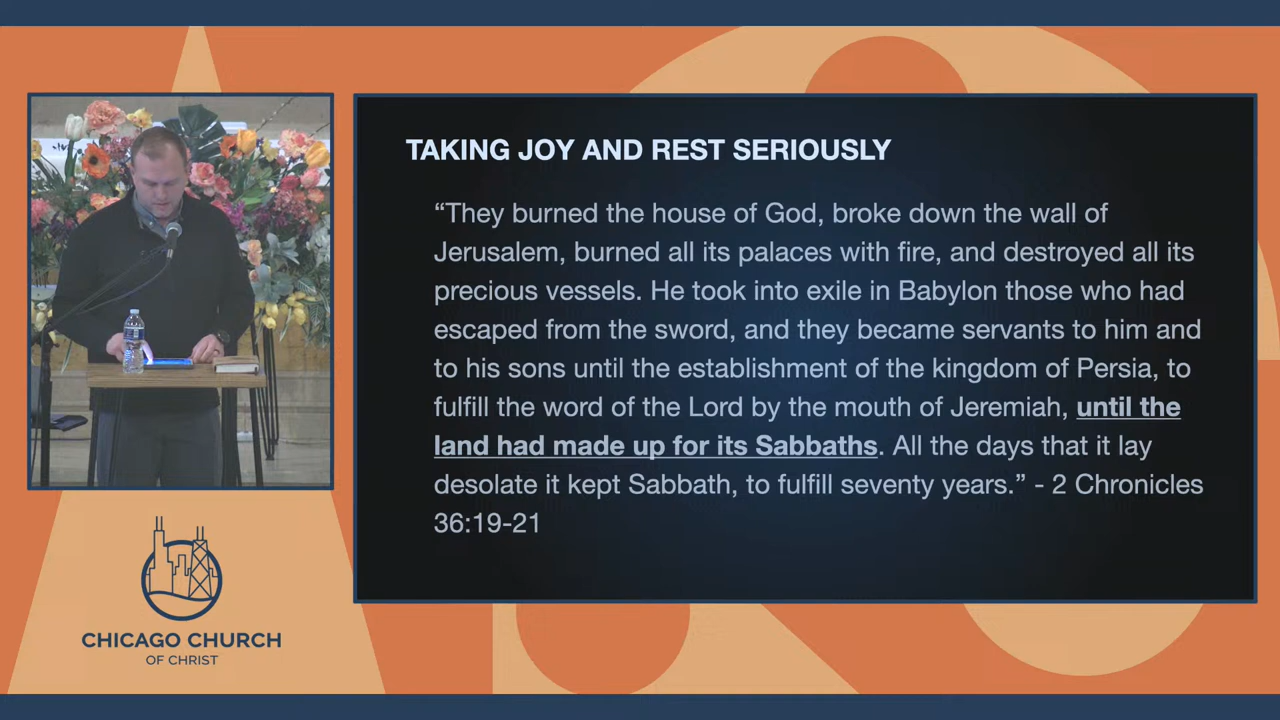 TAKING JOY AND REST SERIOUSLY
“They burned the house of God, broke down the wall of
Jerusalem, burned all its palaces with fire, and destroyed all its
precious vessels. He took into exile in Babylon those who had
escaped from the sword, and they became servants to him and
to his sons until the establishment of the kingdom of Persia, to
fulfill the word of the Lord by the mouth of Jeremiah, until the
land had made up for its Sabbaths. All the days that it lay
desolate it kept Sabbath, to fulfill seventy years.” - 2 Chronicles
36:19-21
CHICAGO CHURCH
OF CHRIST